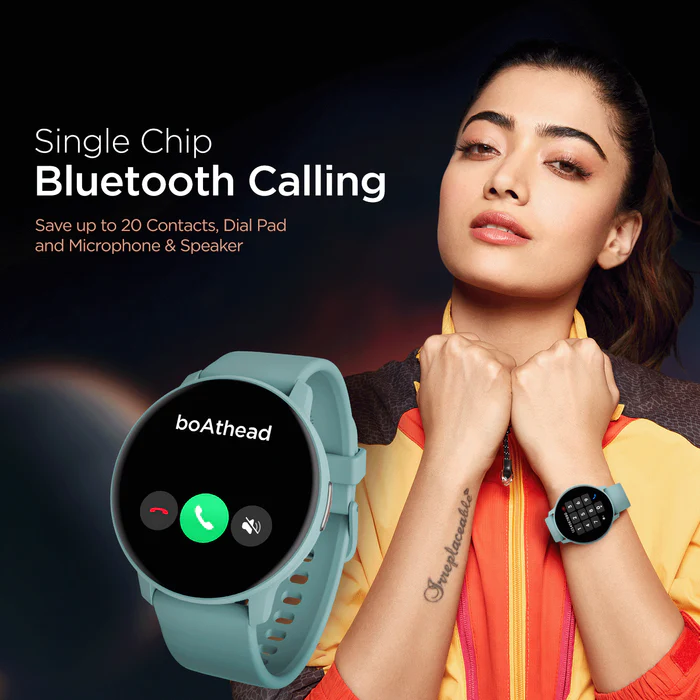 Single Chip
Bluetooth Calling
Save up to 20 Contacts, Dial Pad
and Microphone & Speaker
boAthead
Irreplaceable